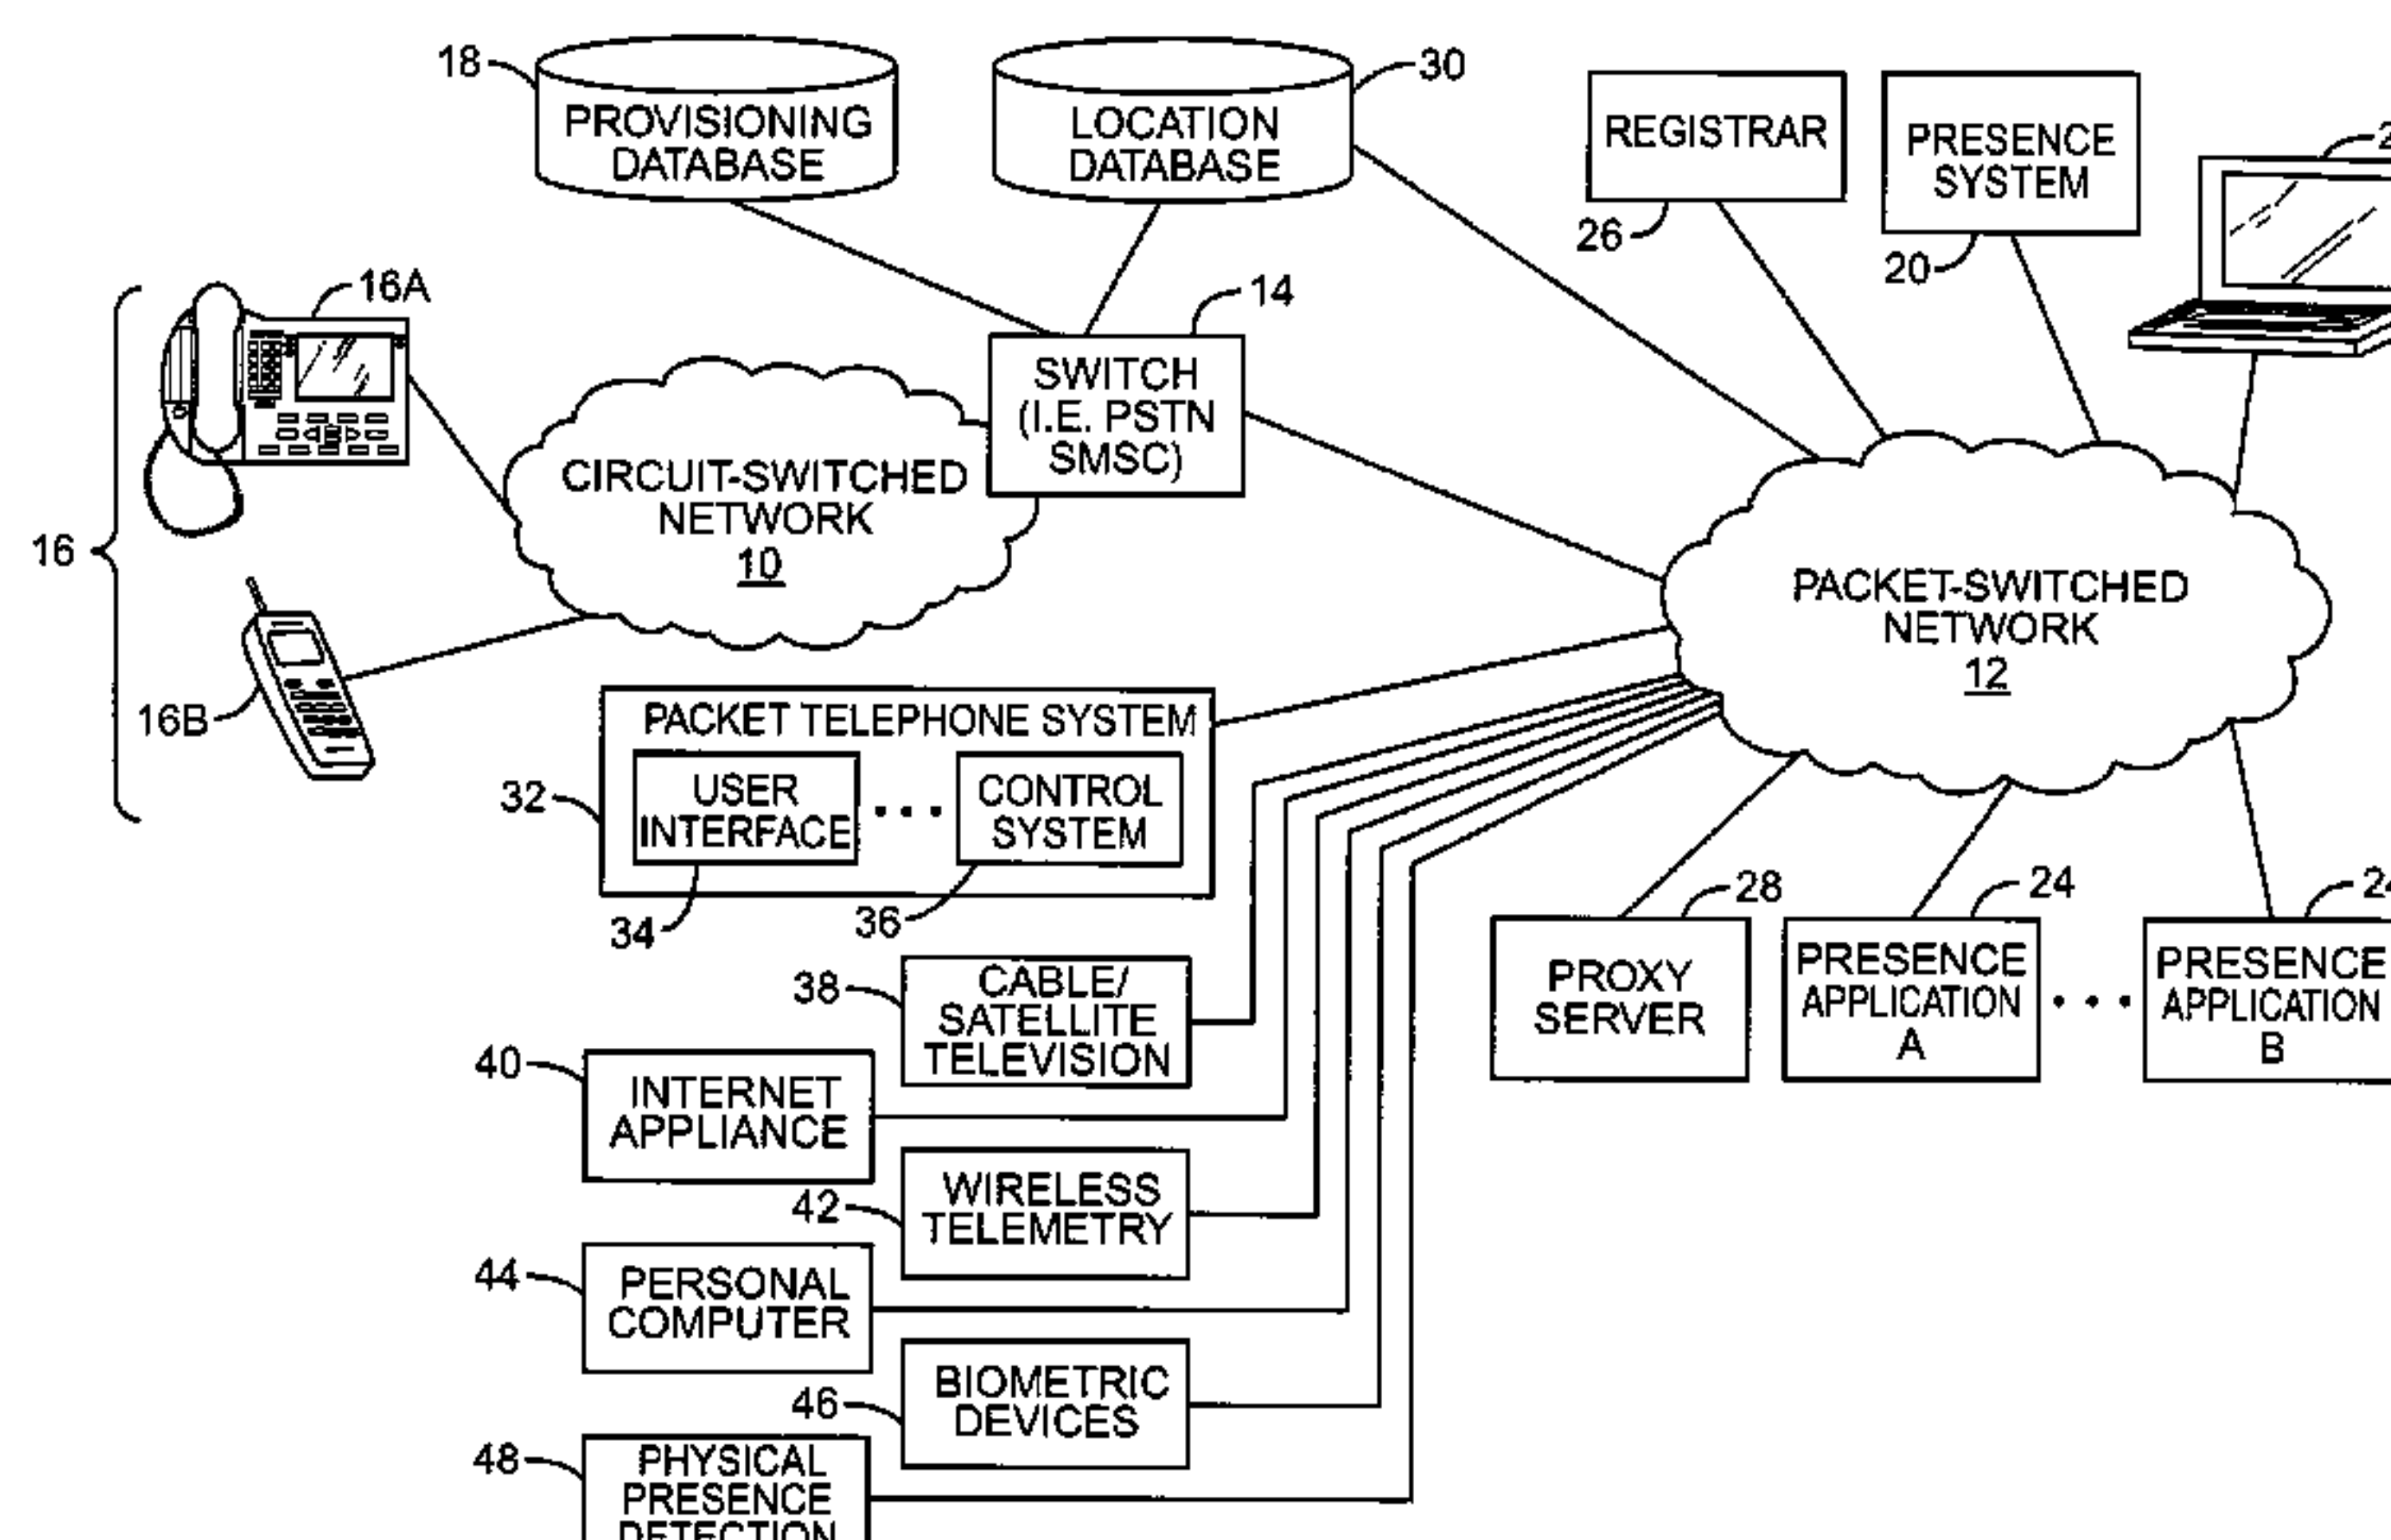 18
PROVISIONING
DATABASE
LOCATION
DATABASE
30
REGISTRAR
26
PRESENCE
SYSTEM
20
16
16A
16B
14
SWITCH
(I.E. PSTN
SMSC)
CIRCUIT-SWITCHED
NETWORK
10
PACKET-SWITCHED
NETWORK
12
PACKET TELEPHONE SYSTEM
32
USER
INTERFACE
• • •
CONTROL
SYSTEM
34
36
38
CABLE/
SATELLITE
TELEVISION
40
INTERNET
APPLIANCE
42
WIRELESS
TELEMETRY
44
PERSONAL
COMPUTER
46
BIOMETRIC
DEVICES
48
PHYSICAL
PRESENCE
DETECTION
28
PROXY
SERVER
24
PRESENCE
APPLICATION
A
• • •
24
PRESENCE
APPLICATION
B